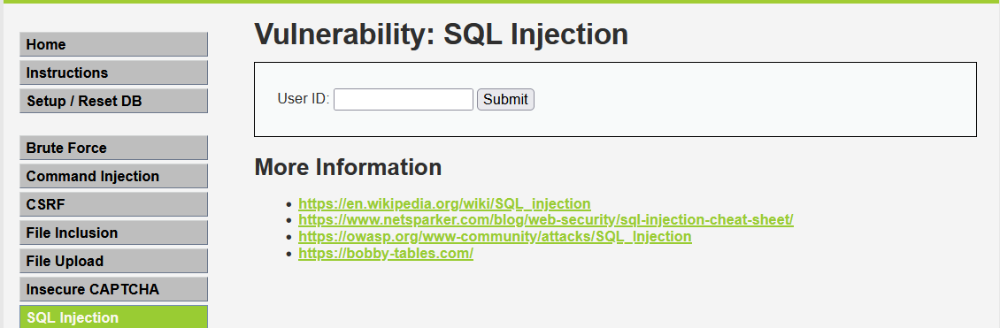 Home
Instructions
Setup / Reset DB
Brute Force
Command Injection
CSRF
File Inclusion
File Upload
Insecure CAPTCHA
SQL Injection
Vulnerability: SQL Injection
User ID: Submit
More Information
https://en.wikipedia.org/wiki/SQL_injection
https://www.netsparker.com/blog/web-security/sql-injection-cheat-sheet/
https://owasp.org/www-community/attacks/SQL_Injection
https://bobby-tables.com/